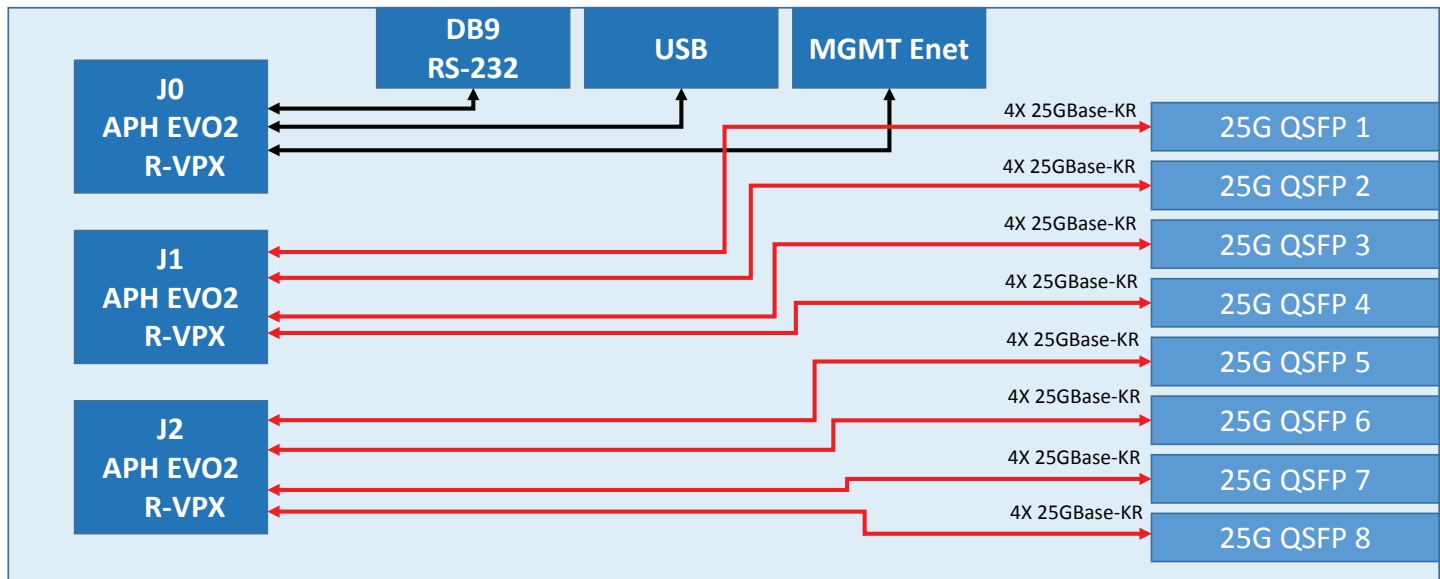 DB9
RS-232
USB
MGMT Enet
J0
APH EVO2
R-VPX
4X 25GBase-KR
25G QSFP 1
4X 25GBase-KR
25G QSFP 2
J1
APH EVO2
R-VPX
4X 25GBase-KR
25G QSFP 3
4X 25GBase-KR
25G QSFP 4
4X 25GBase-KR
25G QSFP 5
J2
APH EVO2
R-VPX
4X 25GBase-KR
25G QSFP 6
4X 25GBase-KR
25G QSFP 7
4X 25GBase-KR
25G QSFP 8